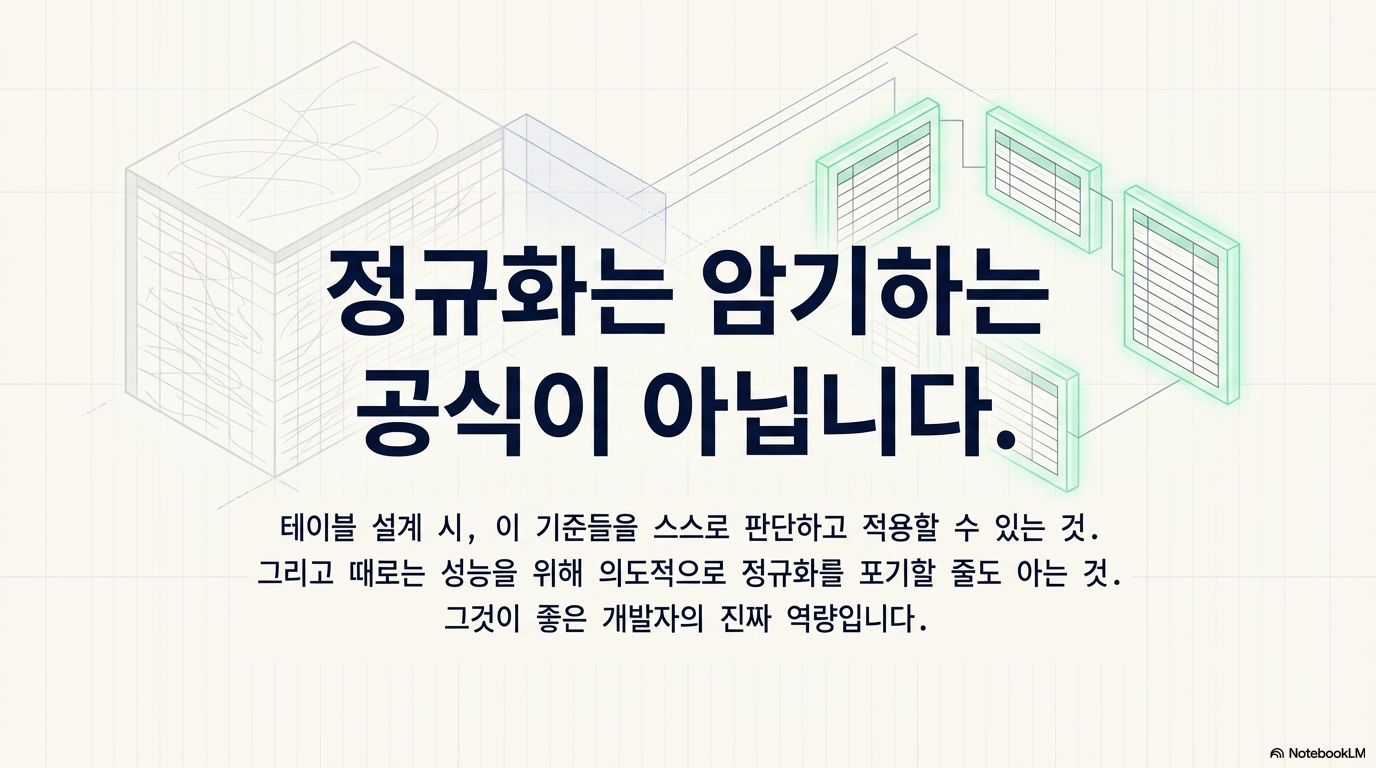 정규화는 암기하는
공식이 아닙니다.
테이블 설계 시, 이 기준들을 스스로 판단하고 적용할 수 있는 것.
그리고 때로는 성능을 위해 의도적으로 정규화를 포기할 줄도 아는 것.
그것이 좋은 개발자의 진짜 역량입니다.
NotebookLM